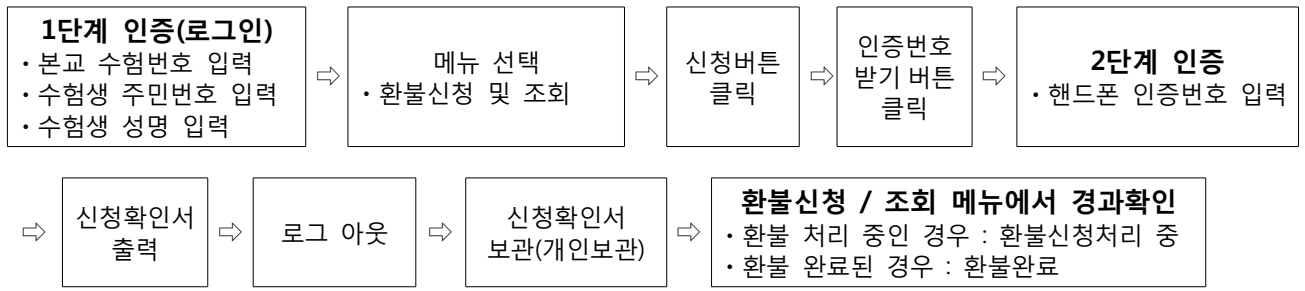 1단계 인증(로그인)
・본교 수험번호 입력
・수험생 주민번호 입력
・수험생 성명 입력
⇨
메뉴 선택
・환불신청 및 조회
⇨
신청버튼
클릭
⇨
인증번호
받기 버튼
클릭
⇨
2단계 인증
・핸드폰 인증번호 입력
⇨
신청확인서
출력
⇨
로그 아웃
⇨
신청확인서
보관(개인보관)
⇨
환불신청 / 조회 메뉴에서 경과확인
・환불 처리 중인 경우 : 환불신청처리 중
・환불 완료된 경우 : 환불완료